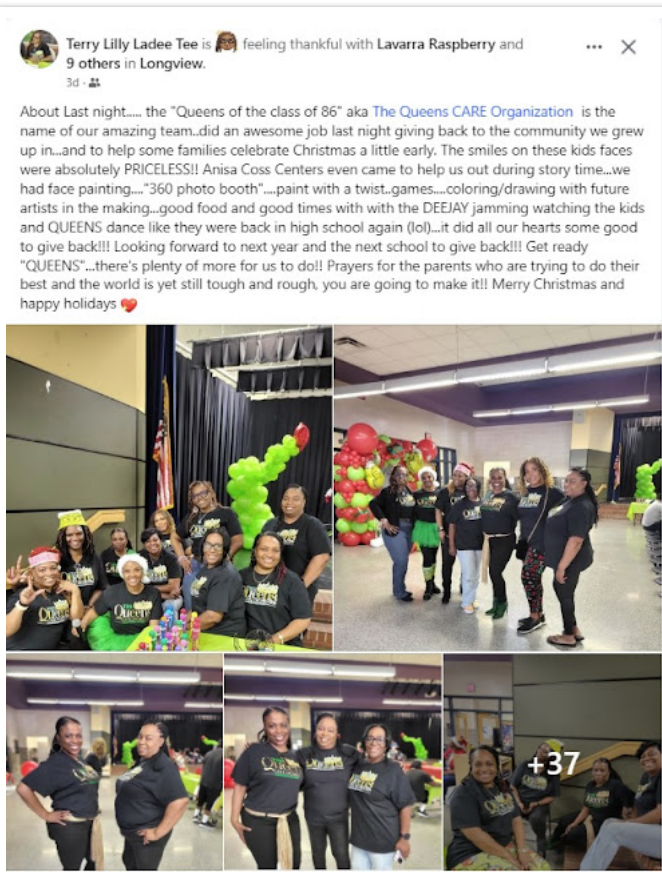 Terry Lilly Ladee Tee is feeling thankful with Lavarra Raspberry and
9 others in Longview.
3d ·
About Last night..... the "Queens of the class of 86" aka The Queens CARE Organization is the
name of our amazing team..did an awesome job last night giving back to the community we grew
up in...and to help some families celebrate Christmas a little early. The smiles on these kids faces
were absolutely PRICELESS!! Anisa Coss Centers even came to help us out during story time...we
had face painting...."360 photo booth"....paint with a twist..games....coloring/drawing with future
artists in the making...good food and good times with with the DEEJAY jamming watching the kids
and QUEENS dance like they were back in high school again (lol)...it did all our hearts some good
to give back!!! Looking forward to next year and the next school to give back!!! Get ready
"QUEENS"...there's plenty of more for us to do!! Prayers for the parents who are trying to do their
best and the world is yet still tough and rough, you are going to make it!! Merry Christmas and
happy holidays
Queens
+37